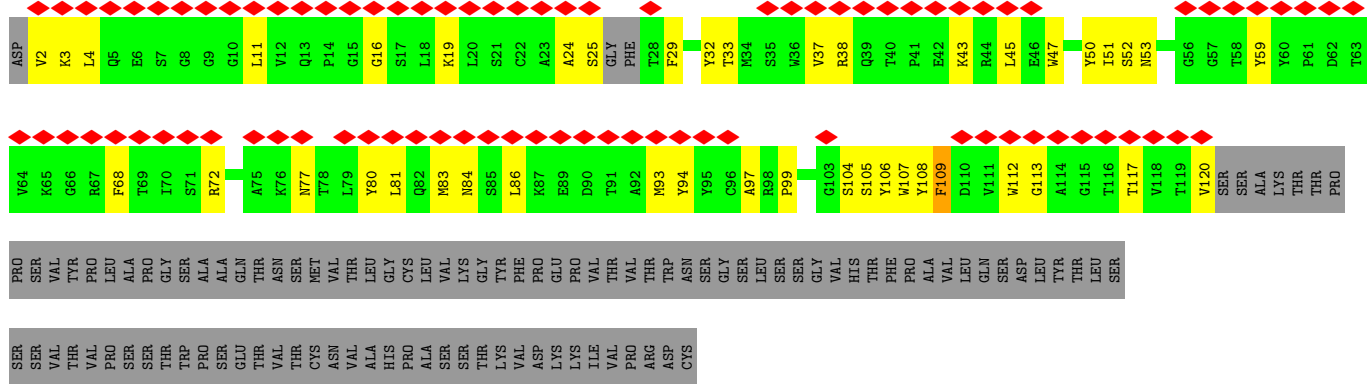 ASP V2 K3 L4 Q5 E6 S7 G8 G9 G10 L11 V12 Q13 P14 G15 G16 S17 L18 K19 L20 S21 C22 A23 A24 S25 GLY PHE T28 F29 Y32 T33 M34 S35 W36 V37 R38 Q39 T40 P41 E42 K43 R44 L45 E46 W47 Y50 I51 S52 N53 G56 G57 T58 Y59 Y60 P61 D62 T63
V64 K65 G66 R67 F68 T69 I70 S71 R72 A75 K76 N77 T78 L79 Y80 L81 Q82 M83 N84 S85 L86 K87 E89 D90 T91 A92 M93 Y94 Y95 C96 A97 R98 P99 G103 S104 S105 Y106 W107 Y108 F109 D110 V111 W112 G113 A114 G115 T116 T117 V118 T119 V120 SER SER ALA LYS THR THR PRO
PRO SER VAL TYR PRO LEU ALA PRO GLY SER ALA ALA GLN THR ASN SER MET VAL THR LEU GLY CYS LEU VAL LYS GLY TYR PHE PRO GLU PRO VAL THR VAL THR TRP ASN SER GLY SER LEU SER SER GLY VAL HIS THR PHE PRO ALA VAL LEU GLN SER ASP LEU TYR THR LEU SER
SER SER VAL THR VAL PRO SER SER THR TRP PRO SER GLU THR VAL THR CYS ASN VAL ALA HIS PRO ALA SER SER THR LYS VAL ASP LYS LYS ILE VAL PRO ARG ASP CYS